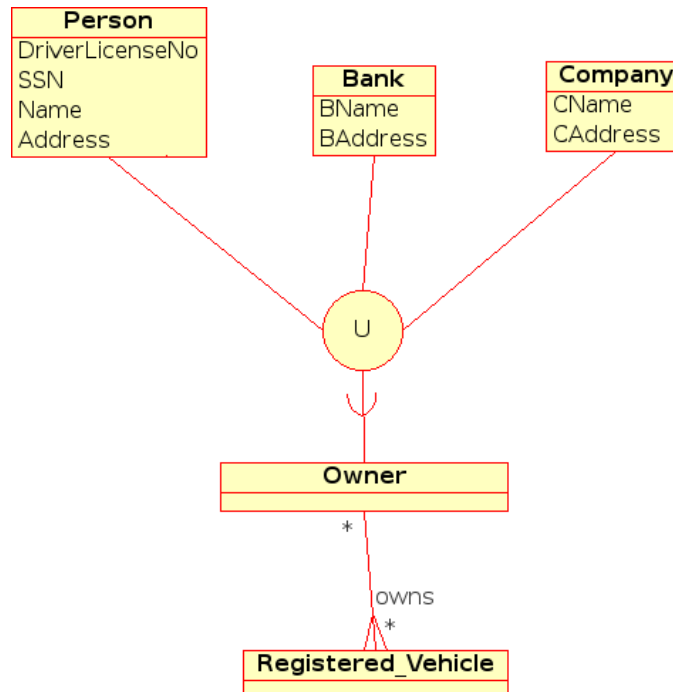 Person
DriverLicenseNo
SSN
Name
Address
Bank
BName
BAddress
Company
CName
CAddress
U
Owner
*
owns
*
Registered_Vehicle